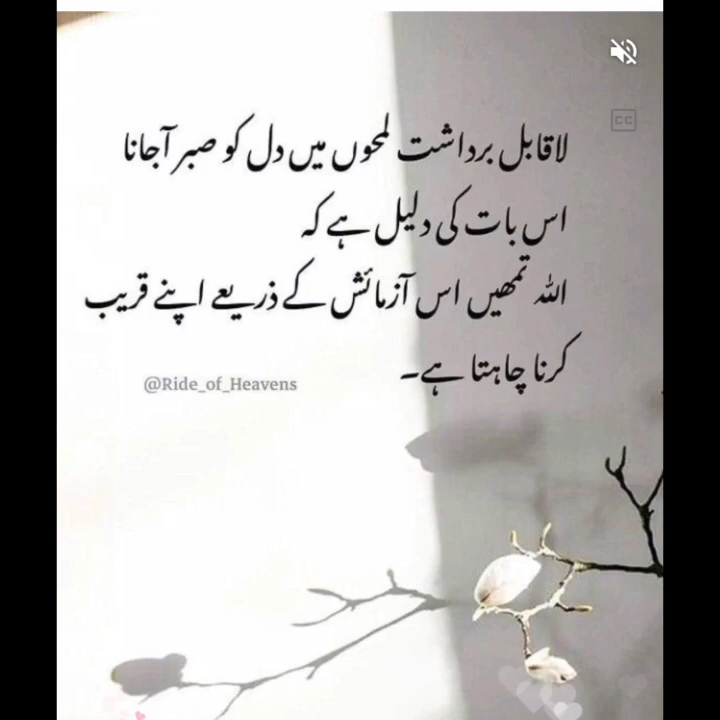 لاقابل برداشت لمحوں میں دل کو صبر آجانا
اس بات کی دلیل ہے کہ
اللہ تمھیں اس آزمائش کے ذریعے اپنے قریب
کرنا چاہتا ہے۔
@Ride_of_Heavens
CC